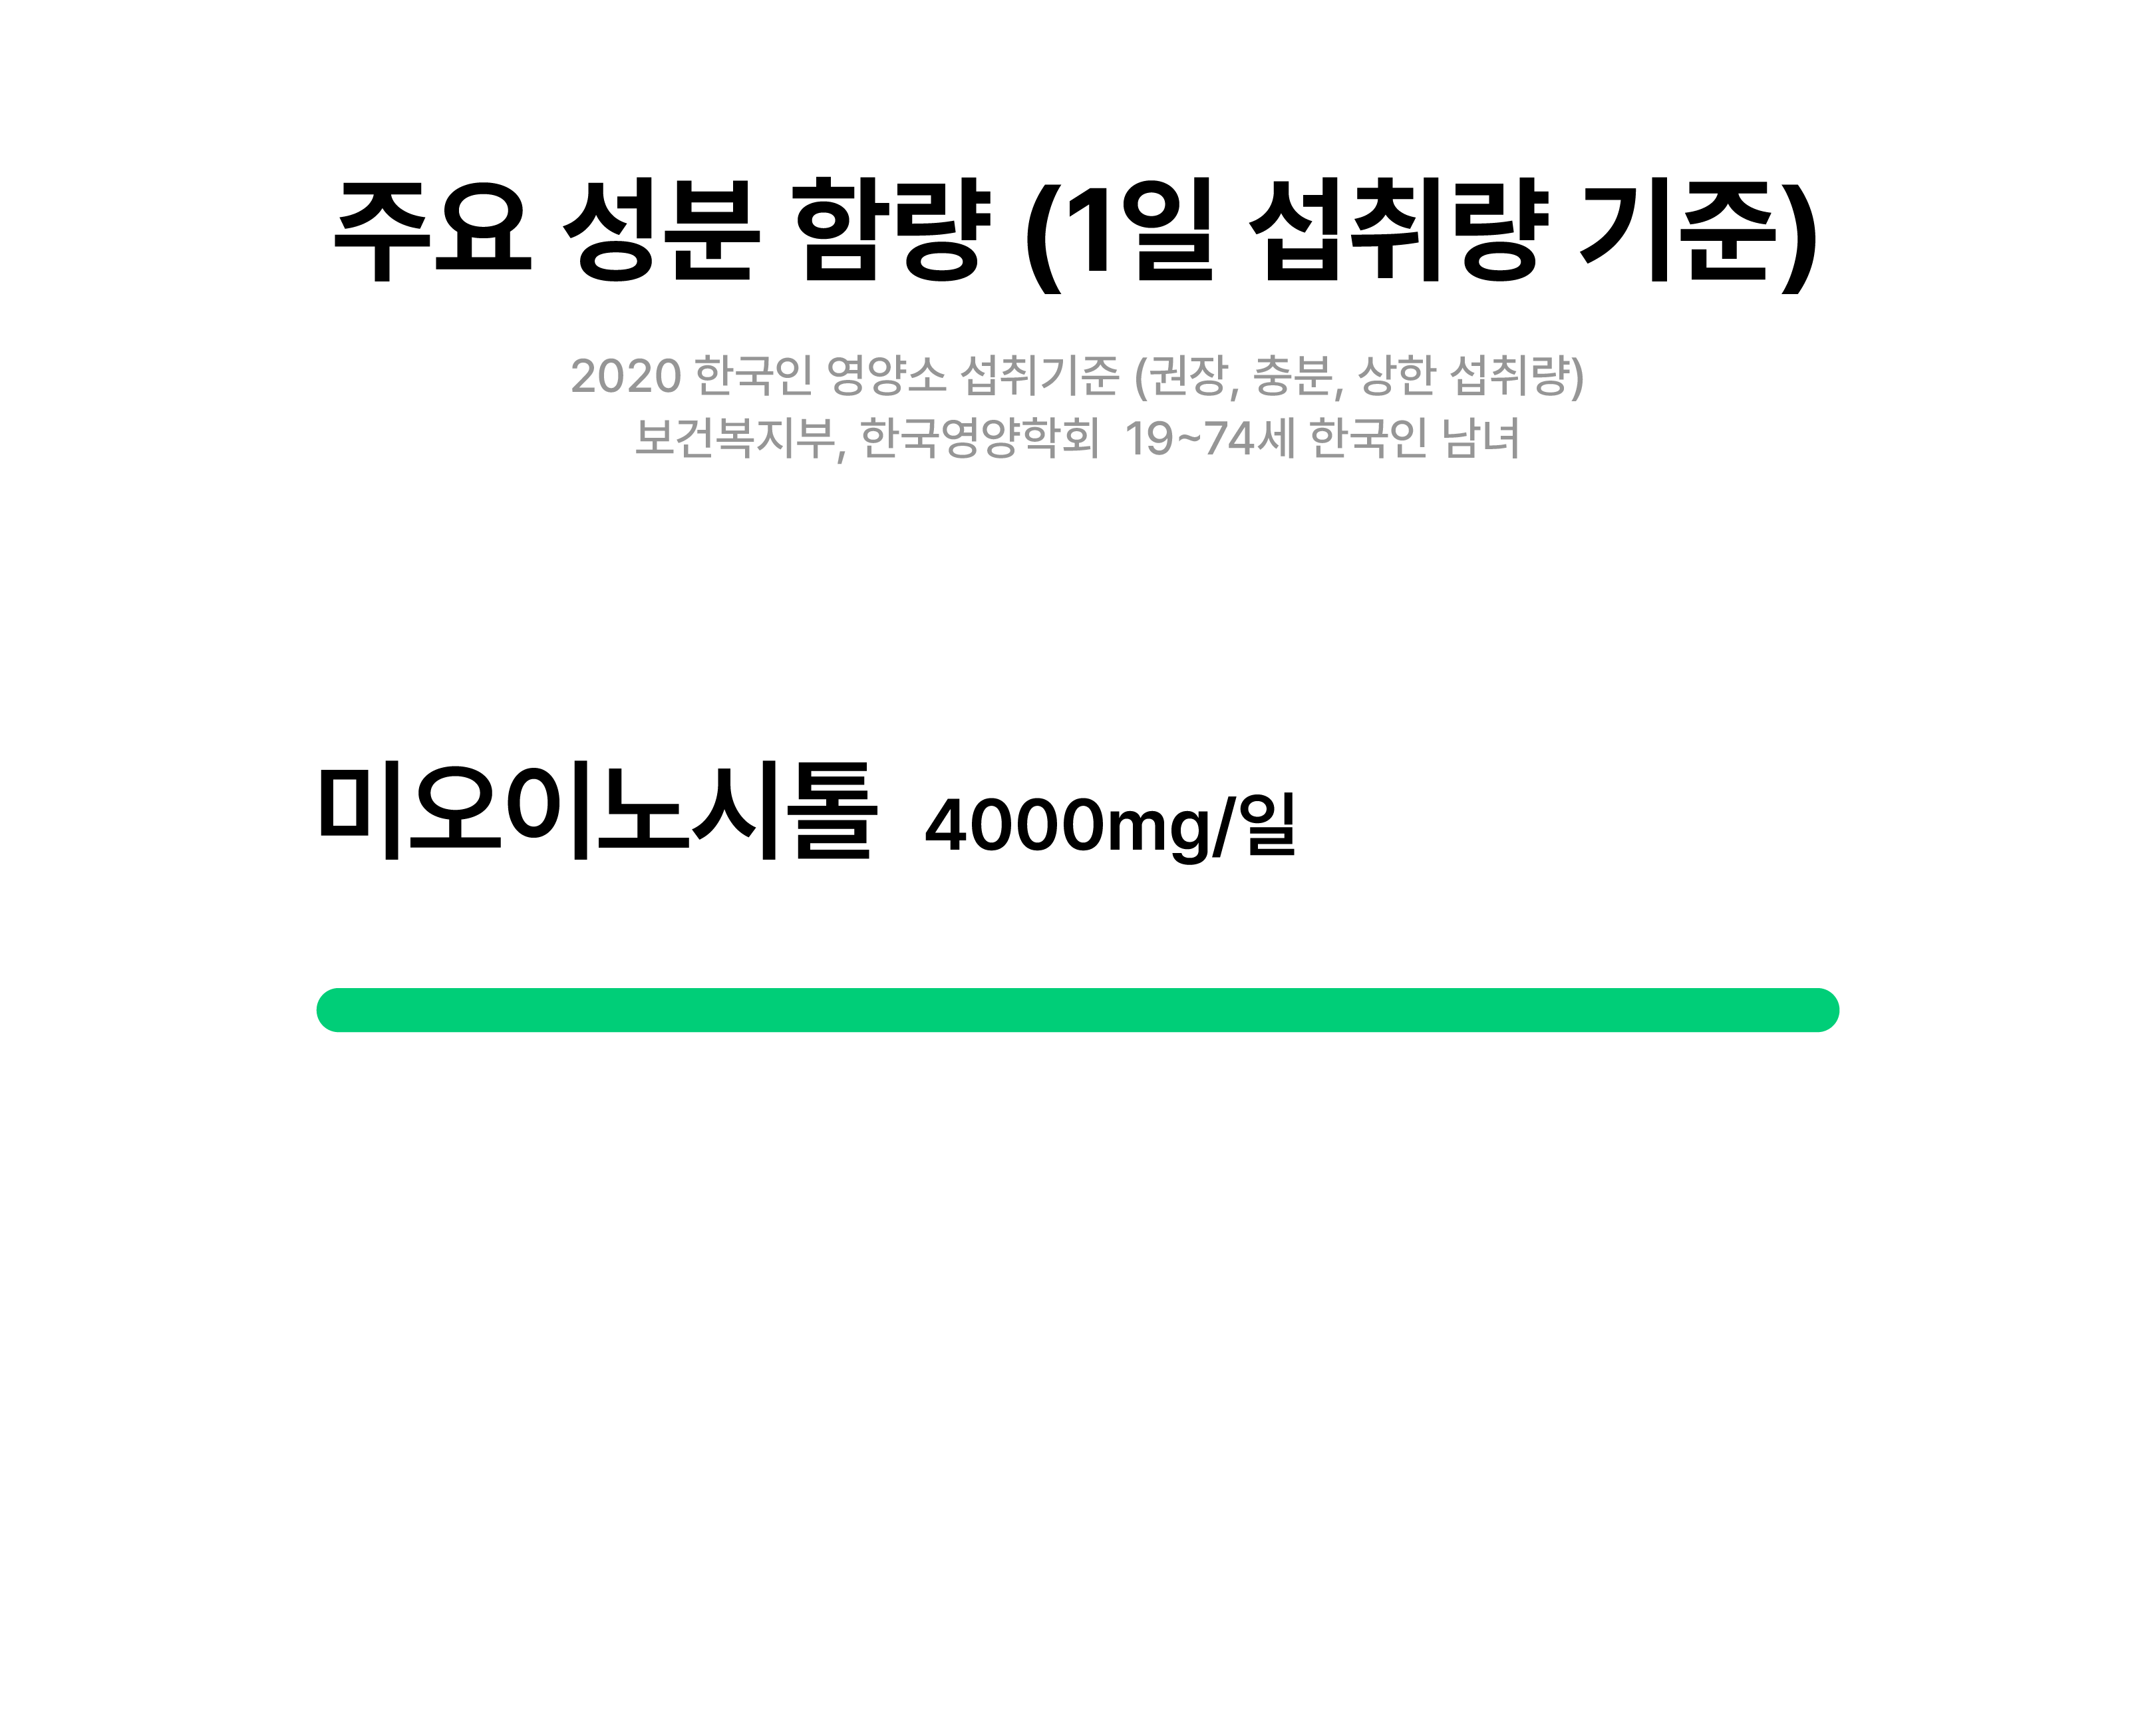 주요 성분 함량 (1일 섭취량 기준)
2020 한국인 영양소 섭취기준 (권장, 충분, 상한 섭취량)
보건복지부, 한국영양학회 19~74세 한국인 남녀
미오이노시톨 4000mg/일